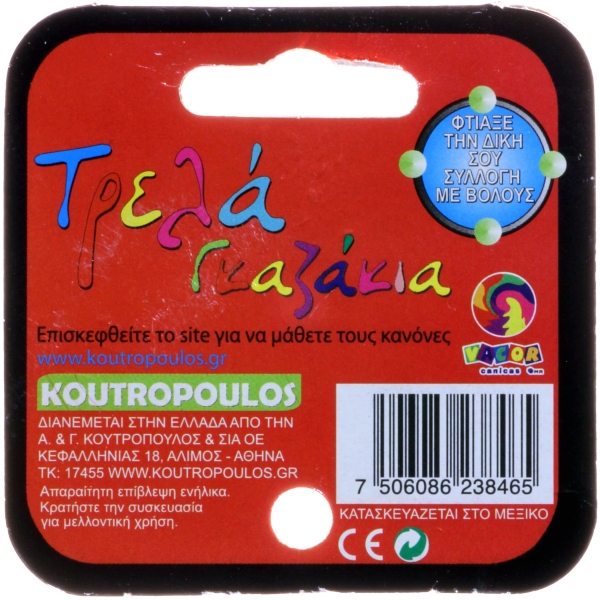 ΦΤΙΑΞΕ
ΤΗΝ ΔΙΚΗ
ΣΟΥ
ΣΥΛΛΟΓΗ
ΜΕ ΒΟΛΟΥΣ
Τρελά
γκαζάκια
Επισκεφθείτε το site για να μάθετε τους κανόνες
www.koutropoulos.gr
VACOR
canicas
KOUTROPOULOS
ΔΙΑΝΕΜΕΤΑΙ ΣΤΗΝ ΕΛΛΑΔΑ ΑΠΟ ΤΗΝ
Α. & Γ. ΚΟΥΤΡΟΠΟΥΛΟΣ & ΣΙΑ ΟΕ
ΚΕΦΑΛΛΗΝΙΑΣ 18, ΑΛΙΜΟΣ - ΑΘΗΝΑ
ΤΚ: 17455 WWW.KOUTROPOULOS.GR
Απαραίτητη επίβλεψη ενήλικα.
Κρατήστε την συσκευασία
για μελλοντική χρήση.
7 506086 238465
ΚΑΤΑΣΚΕΥΑΖΕΤΑΙ ΣΤΟ ΜΕΞΙΚΟ
CE